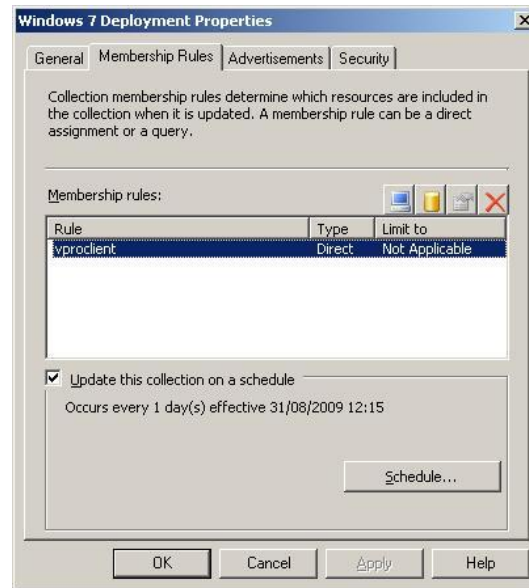 Windows 7 Deployment Properties
General Membership Rules Advertisements Security
Collection membership rules determine which resources are included in
the collection when it is updated. A membership rule can be a direct
assignment or a query.
Membership rules:
Rule Type Limit to
vproclient Direct Not Applicable
Update this collection on a schedule
Occurs every 1 day(s) effective 31/08/2009 12:15
Schedule...
OK Cancel Apply Help